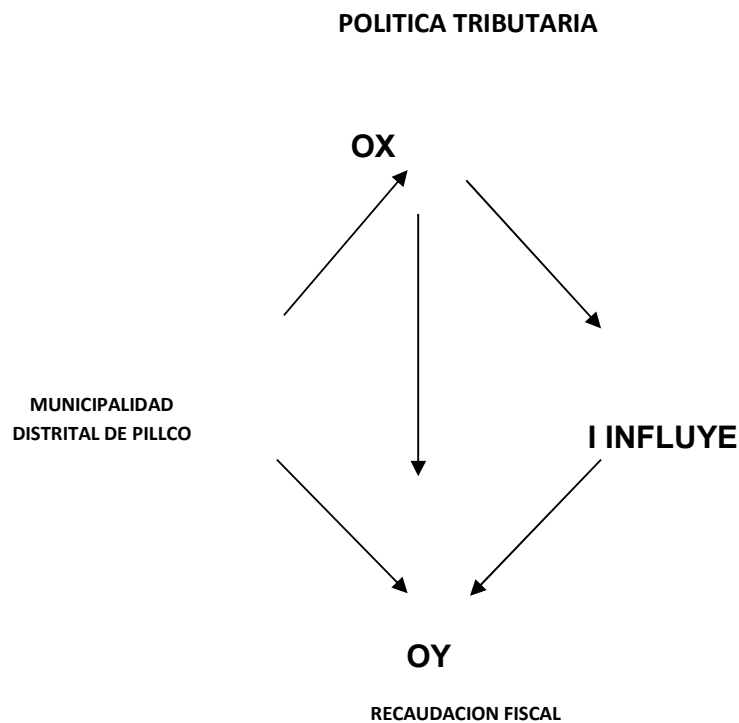 POLITICA TRIBUTARIA
OX
MUNICIPALIDAD
DISTRITAL DE PILLCO
I INFLUYE
OY
RECAUDACION FISCAL